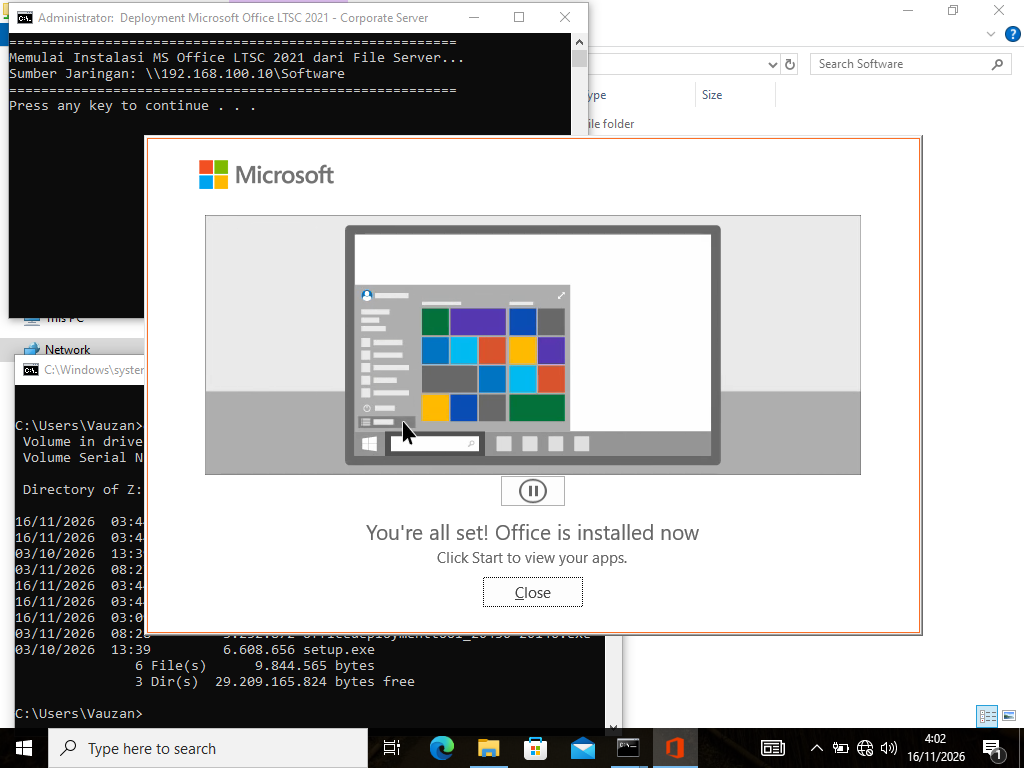 Administrator:  Deployment Microsoft Office LTSC 2021 - Corporate Server
========================================================
Memulai Instalasi MS Office LTSC 2021 dari File Server...
Sumber Jaringan: \\192.168.100.10\Software
========================================================
Press any key to continue . . .
Search Software
Size
file folder
Microsoft
This PC
Network
C:\Windows\system
C:\Users\Vauzan>
Volume in drive
Volume Serial N
Directory of Z:
16/11/2026  03:4
16/11/2026  03:4
03/10/2026  13:3
03/11/2026  08:2
16/11/2026  03:4
16/11/2026  03:4
16/11/2026  03:0
03/11/2026  08:28
03/10/2026  13:39         6.608.656 setup.exe
6 File(s)      9.844.565 bytes
3 Dir(s)  29.209.165.824 bytes free
C:\Users\Vauzan>
You're all set! Office is installed now
Click Start to view your apps.
Close
Type here to search
4:02
16/11/2026
1